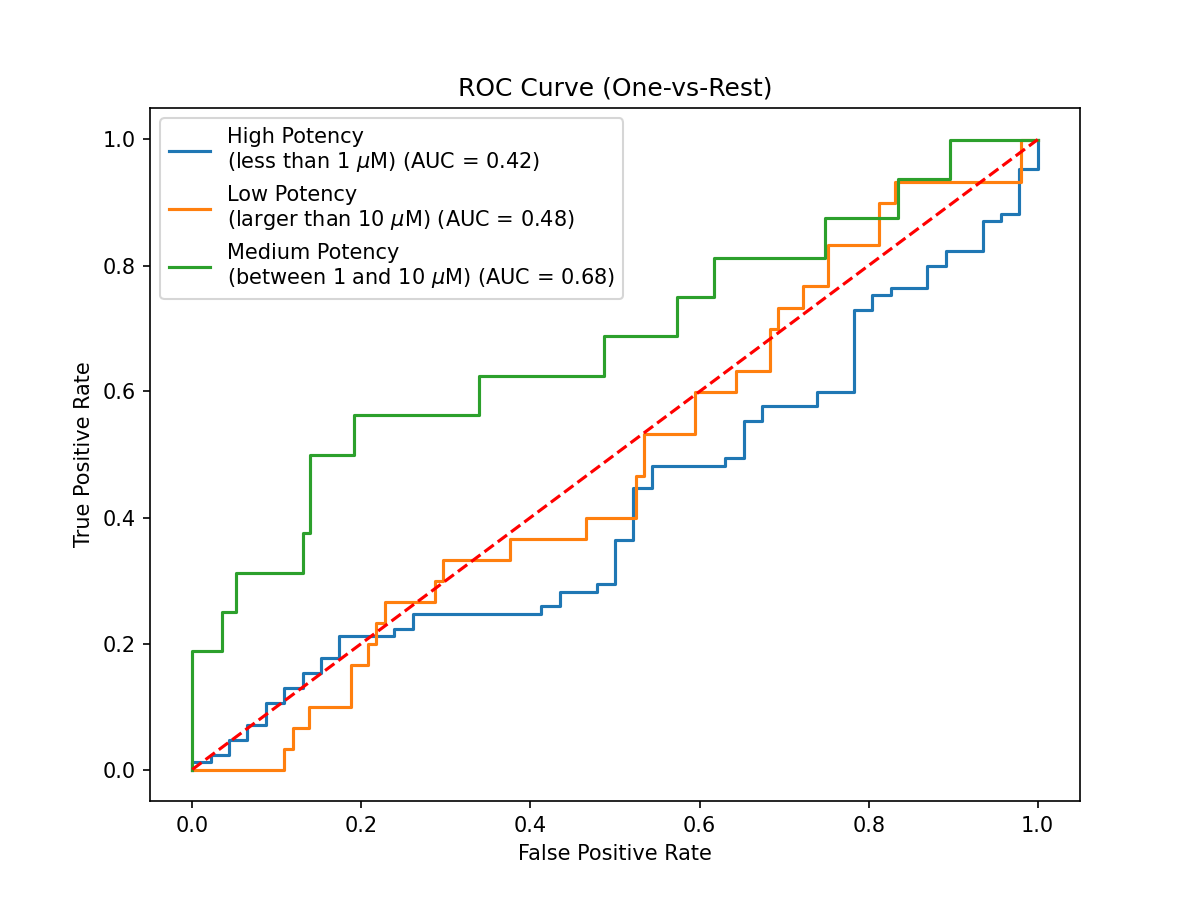 ROC Curve (One-vs-Rest)
High Potency
(less than 1 μM) (AUC = 0.42)
Low Potency
(larger than 10 μM) (AUC = 0.48)
Medium Potency
(between 1 and 10 μM) (AUC = 0.68)
True Positive Rate
1.0
0.8
0.6
0.4
0.2
0.0
0.0 0.2 0.4 0.6 0.8 1.0
False Positive Rate